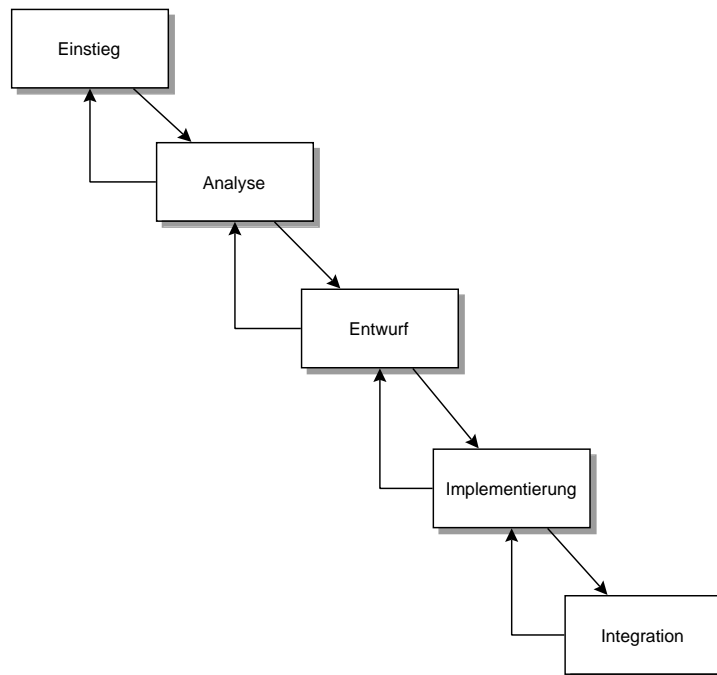 Einstieg
Analyse
Entwurf
Implementierung
Integration